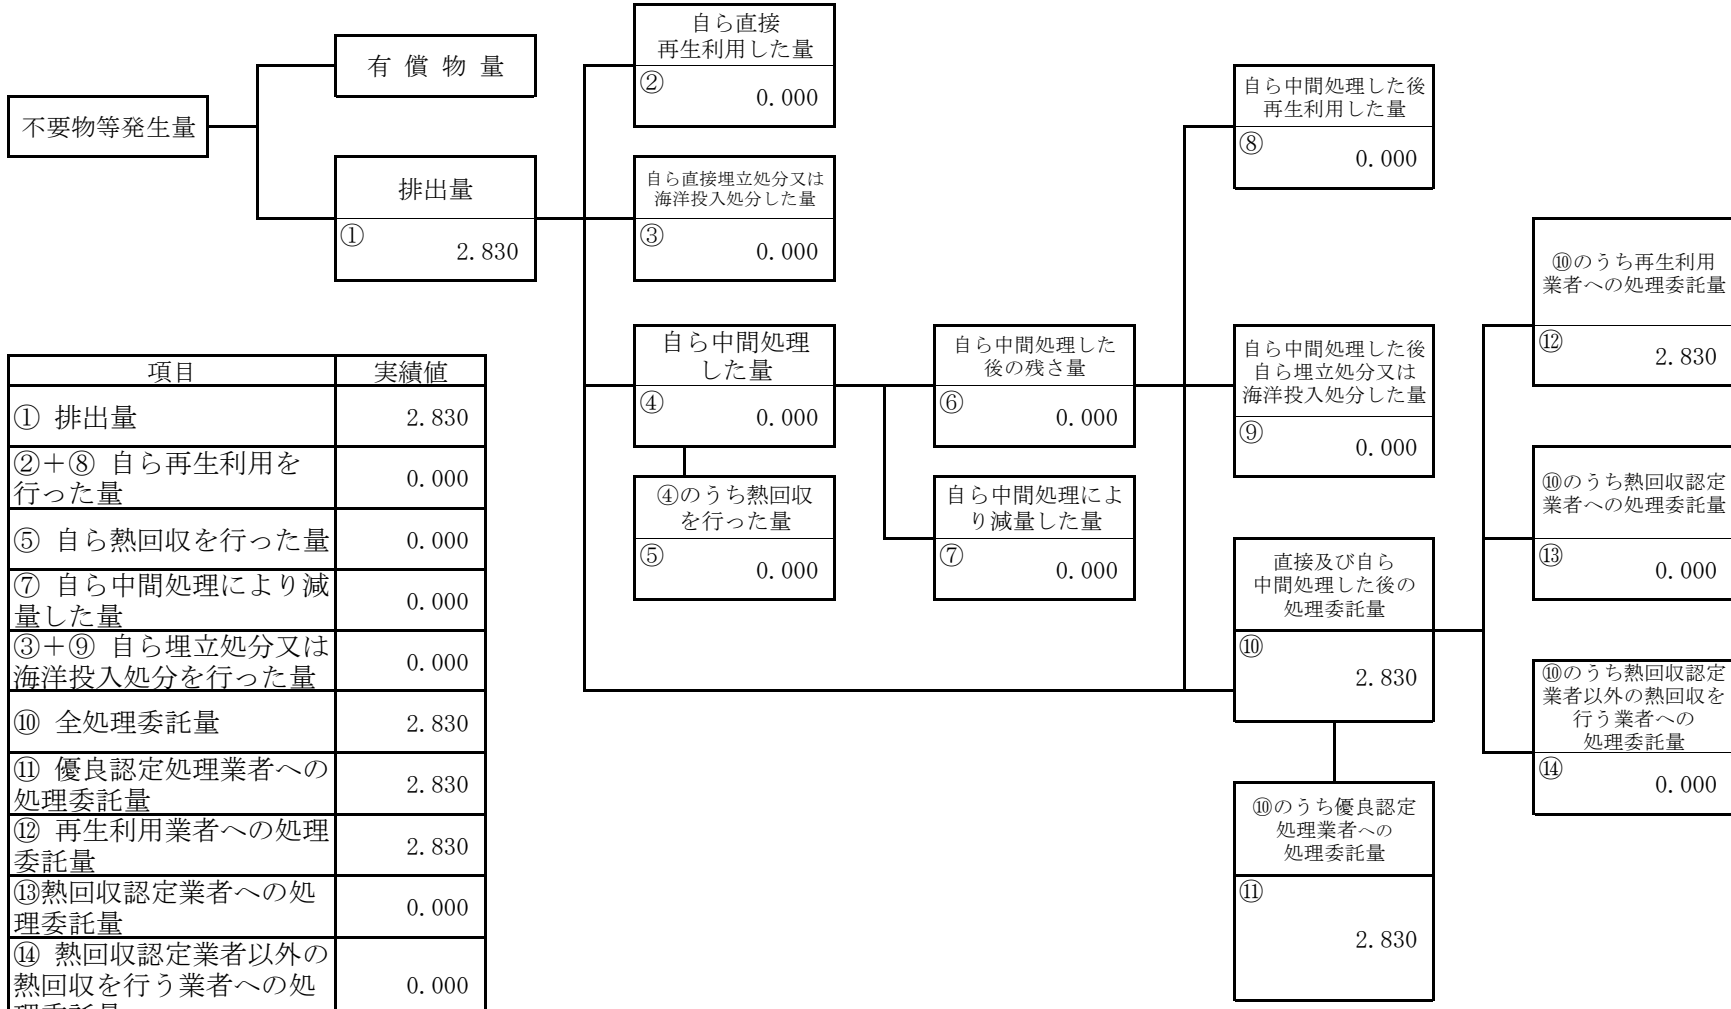 不要物等発生量
有 償 物 量
排出量
①
2.830
自ら直接
再生利用した量
②
0.000
自ら直接埋立処分又は
海洋投入処分した量
③
0.000
自ら中間処理
した量
④
0.000
④のうち熱回収
を行った量
⑤
0.000
自ら中間処理した
後の残さ量
⑥
0.000
自ら中間処理によ
り減量した量
⑦
0.000
自ら中間処理した後
再生利用した量
⑧
0.000
自ら中間処理した後
自ら埋立処分又は
海洋投入処分した量
⑨
0.000
直接及び自ら
中間処理した後の
処理委託量
⑩
2.830
⑩のうち優良認定
処理業者への
処理委託量
⑪
2.830
⑩のうち再生利用
業者への処理委託量
⑫
2.830
⑩のうち熱回収認定
業者への処理委託量
⑬
0.000
⑩のうち熱回収認定
業者以外の熱回収を
行う業者への
処理委託量
⑭
0.000
項目 実績値
① 排出量 2.830
②＋⑧ 自ら再生利用を
行った量 0.000
⑤ 自ら熱回収を行った量 0.000
⑦ 自ら中間処理により減
量した量 0.000
③＋⑨ 自ら埋立処分又は
海洋投入処分を行った量 0.000
⑩ 全処理委託量 2.830
⑪ 優良認定処理業者への
処理委託量 2.830
⑫ 再生利用業者への処理
委託量 2.830
⑬熱回収認定業者への処
理委託量 0.000
⑭ 熱回収認定業者以外の
熱回収を行う業者への処 0.000